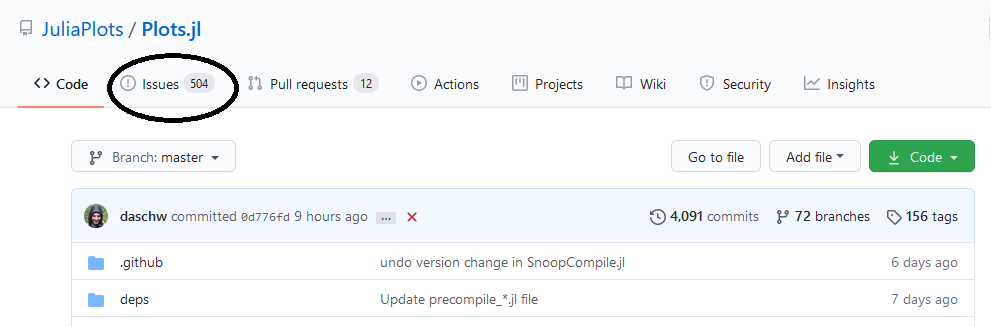 JuliaPlots / Plots.jl
Code Issues 504 Pull requests 12 Actions Projects Wiki Security Insights
Branch: master Go to file Add file Code
daschw committed 0d776fd 9 hours ago ... 4,091 commits 72 branches 156 tags
.github undo version change in SnoopCompile.jl 6 days ago
deps Update precompile_*.jl file 7 days ago